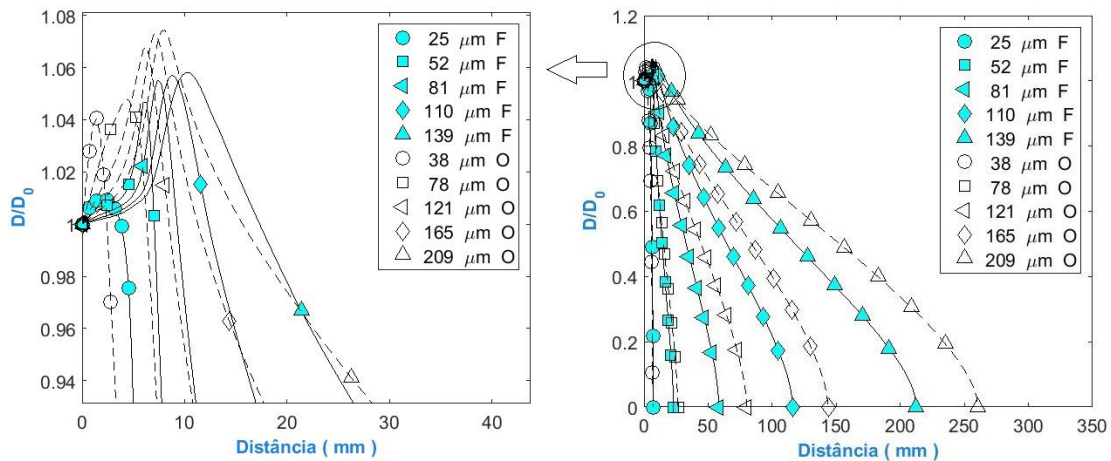 1.08
1.06
1.04
1.02
1
0.98
0.96
0.94
D/D0
0
10
20
30
40
Distância ( mm )
25 μm F
52 μm F
81 μm F
110 μm F
139 μm F
38 μm O
78 μm O
121 μm O
165 μm O
209 μm O
1.2
1
0.8
0.6
0.4
0.2
0
D/D0
0
50
100
150
200
250
300
350
Distância ( mm )
25 μm F
52 μm F
81 μm F
110 μm F
139 μm F
38 μm O
78 μm O
121 μm O
165 μm O
209 μm O